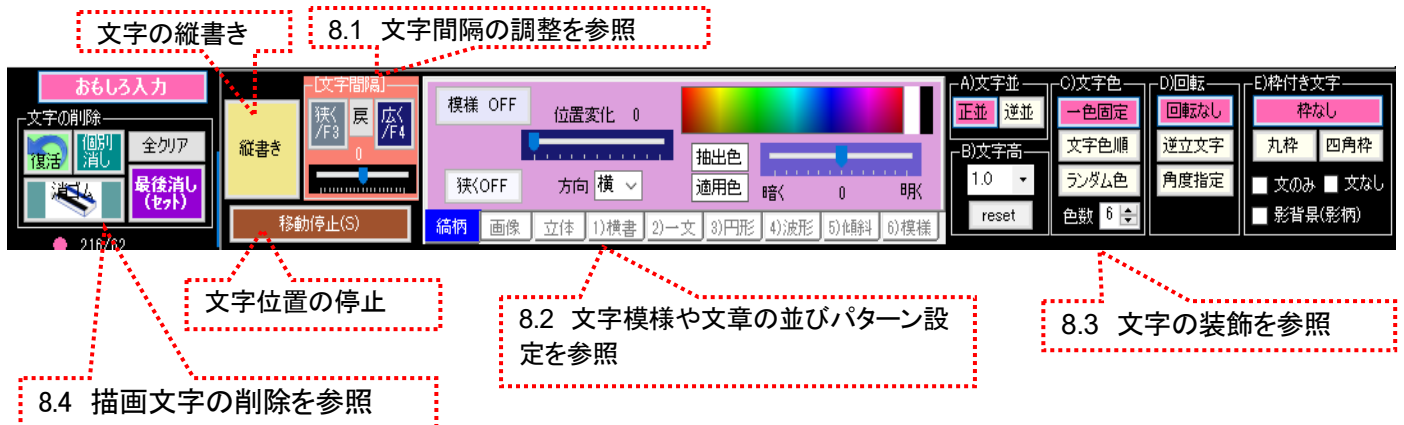 文字の縦書き
8.1 文字間隔の調整を参照
おもしろ入力
文字の削除
復活
個別
消し
全クリア
消ゴム
最後消し
(セット)
216/62
縦書き
[文字間隔]
狭く
/F3
戻
広く
/F4
0
移動停止(S)
模様 OFF
位置変化 0
狭くOFF
方向 横
抽出色
適用色
暗く 0 明く
縞柄 画像 立体 1)横書 2)一文 3)円形 4)波形 5)傾斜 6)模様
A)文字並
正並 逆並
B)文字高
1.0
reset
C)文字色
一色固定
文字色順
ランダム色
色数 6
D)回転
回転なし
逆立文字
角度指定
E)枠付き文字
枠なし
丸枠 四角枠
文のみ 文なし
影背景(影柄)
文字位置の停止
8.2 文字模様や文章の並びパターン設
定を参照
8.3 文字の装飾を参照
8.4 描画文字の削除を参照